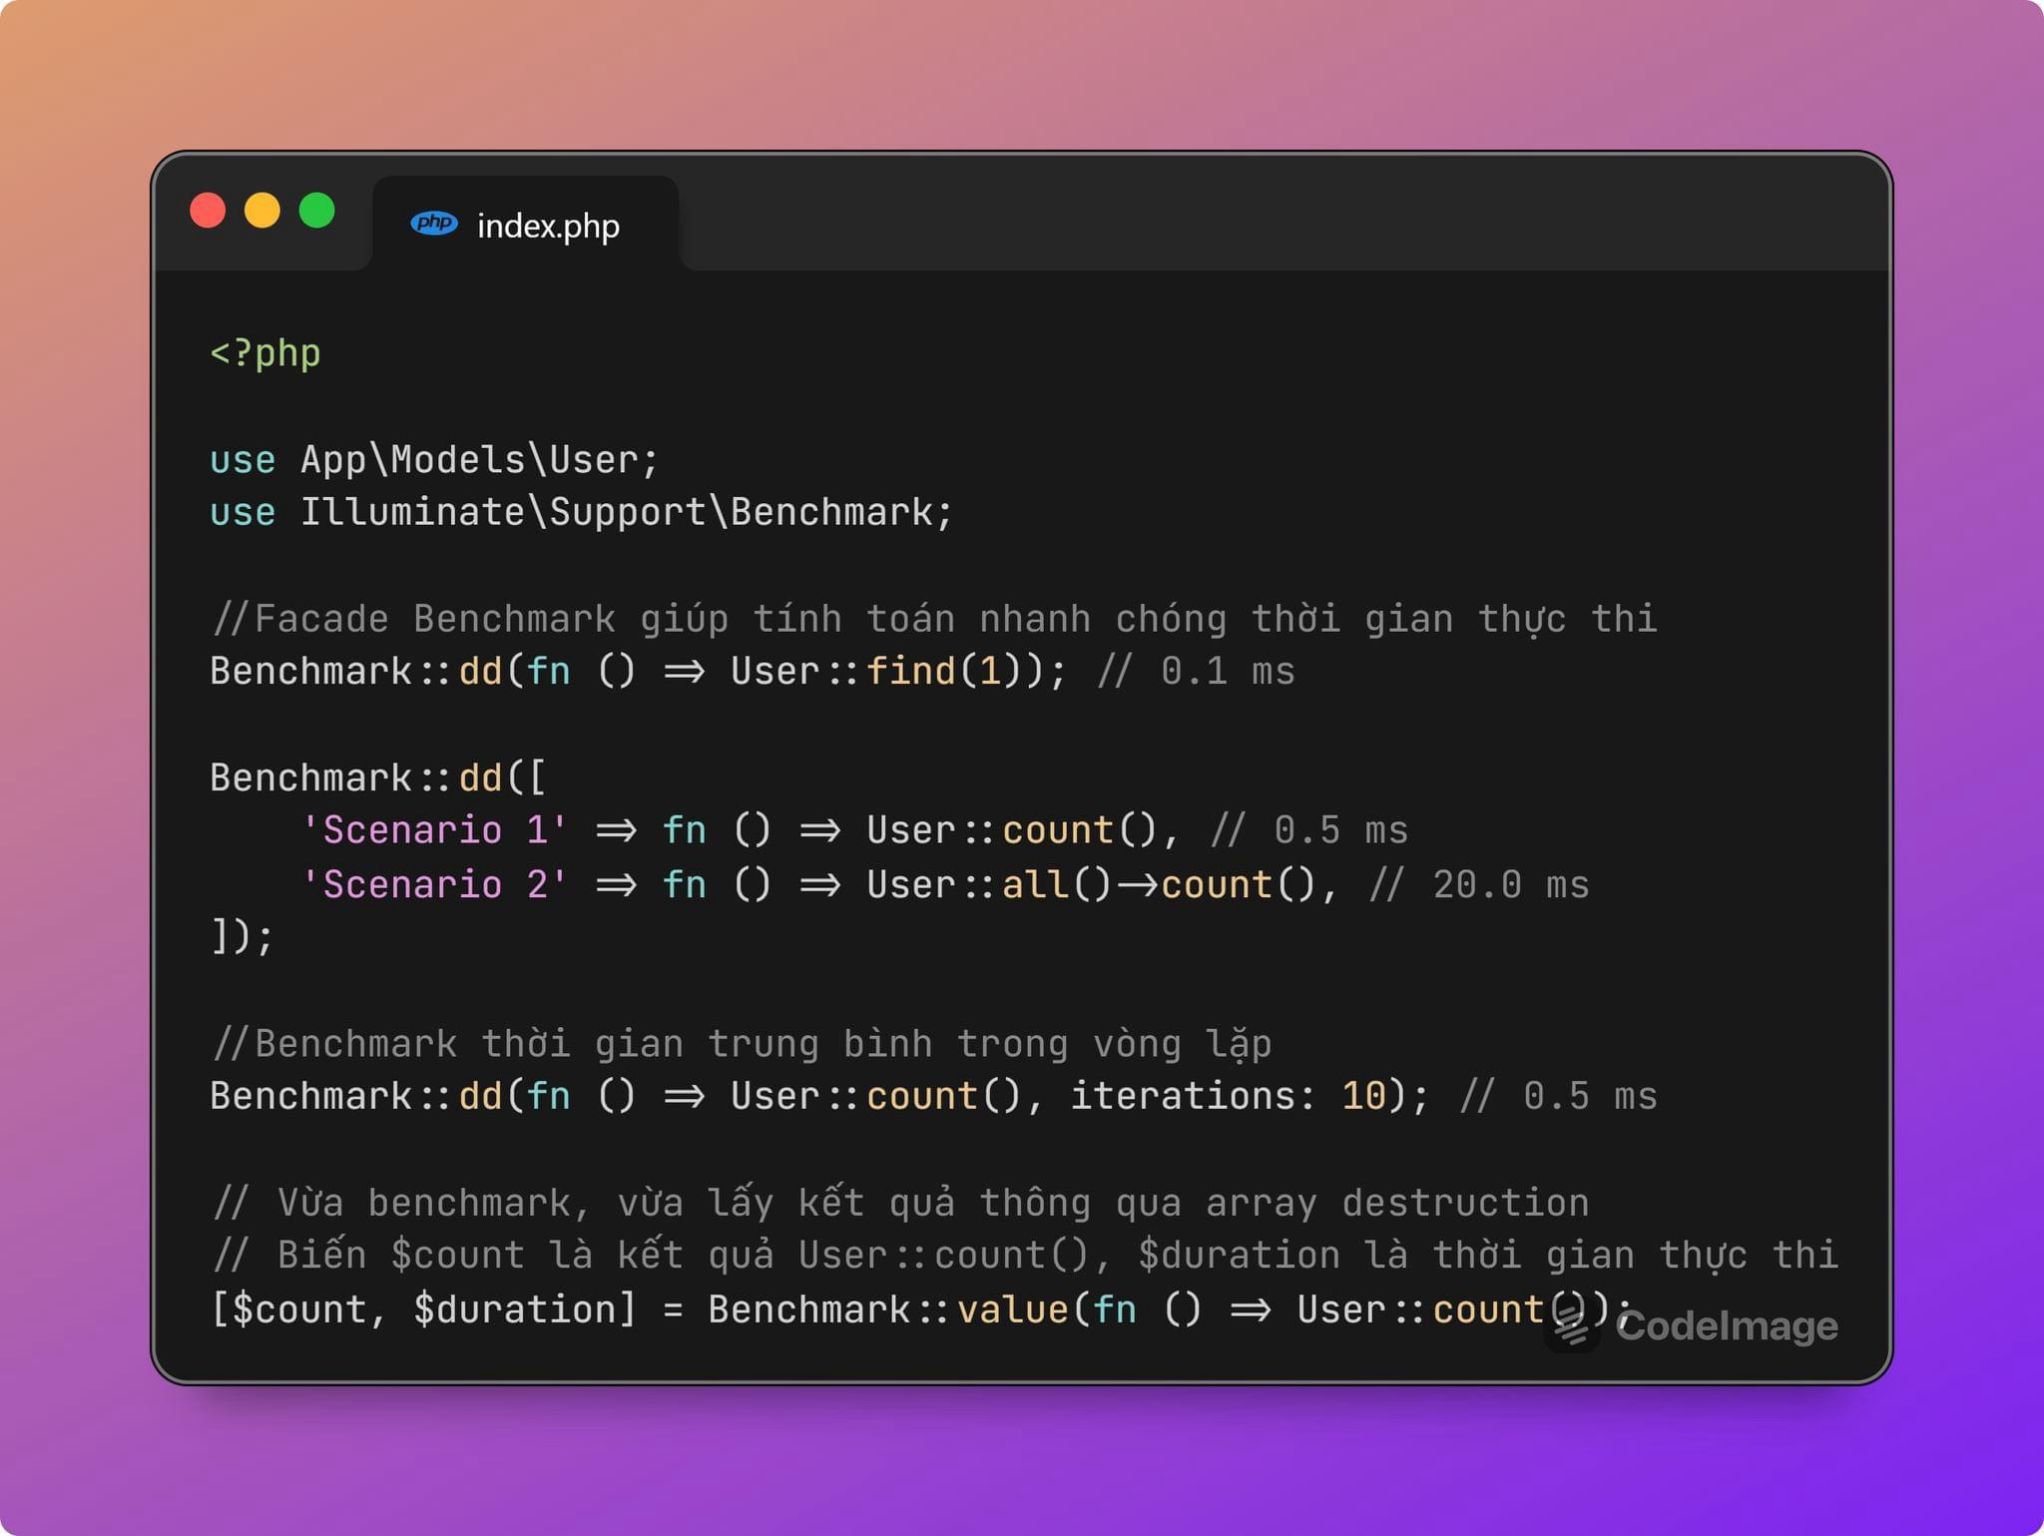 php index.php
<?php
use App\Models\User;
use Illuminate\Support\Benchmark;
//Facade Benchmark giúp tính toán nhanh chóng thời gian thực thi
Benchmark::dd(fn () => User::find(1)); // 0.1 ms
Benchmark::dd([
    'Scenario 1' => fn () => User::count(), // 0.5 ms
    'Scenario 2' => fn () => User::all()->count(), // 20.0 ms
]);
//Benchmark thời gian trung bình trong vòng lặp
Benchmark::dd(fn () => User::count(), iterations: 10); // 0.5 ms
// Vừa benchmark, vừa lấy kết quả thông qua array destruction
// Biến $count là kết quả User::count(), $duration là thời gian thực thi
[$count, $duration] = Benchmark::value(fn () => User::count());
CodeImage